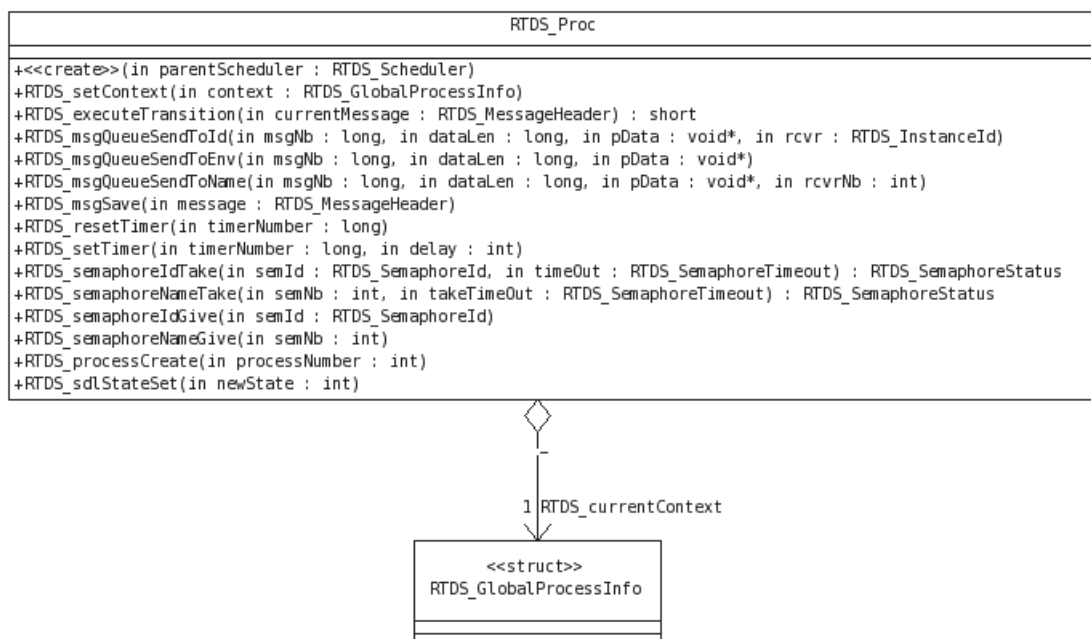 RTDS_Proc
+<<create>>(in parentScheduler : RTDS_Scheduler)
+RTDS_setContext(in context : RTDS_GlobalProcessInfo)
+RTDS_executeTransition(in currentMessage : RTDS_MessageHeader) : short
+RTDS_msgQueueSendToId(in msgNb : long, in dataLen : long, in pData : void*, in rcvr : RTDS_InstanceId)
+RTDS_msgQueueSendToEnv(in msgNb : long, in dataLen : long, in pData : void*)
+RTDS_msgQueueSendToName(in msgNb : long, in dataLen : long, in pData : void*, in rcvrNb : int)
+RTDS_msgSave(in message : RTDS_MessageHeader)
+RTDS_resetTimer(in timerNumber : long)
+RTDS_setTimer(in timerNumber : long, in delay : int)
+RTDS_semaphoreIdTake(in semId : RTDS_SemaphoreId, in timeOut : RTDS_SemaphoreTimeout) : RTDS_SemaphoreStatus
+RTDS_semaphoreNameTake(in semNb : int, in takeTimeOut : RTDS_SemaphoreTimeout) : RTDS_SemaphoreStatus
+RTDS_semaphoreIdGive(in semId : RTDS_SemaphoreId)
+RTDS_semaphoreNameGive(in semNb : int)
+RTDS_processCreate(in processNumber : int)
+RTDS_sdlStateSet(in newState : int)
-
1 RTDS_currentContext
<<struct>>
RTDS_GlobalProcessInfo